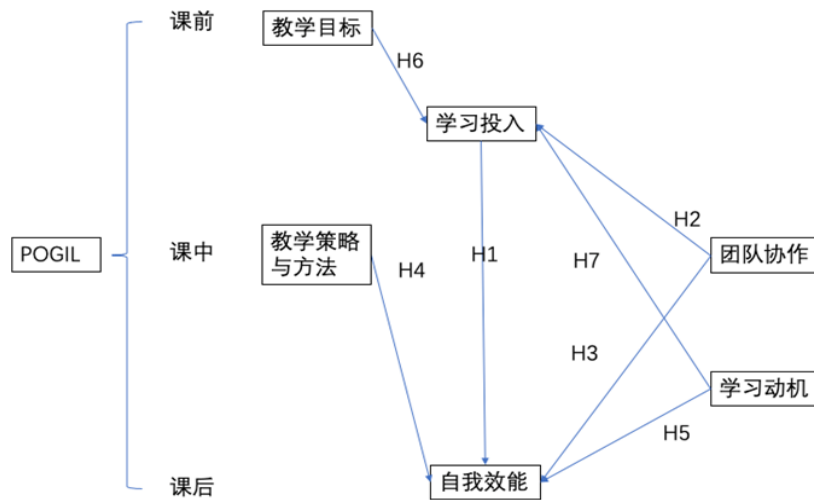 课前
教学目标
H6
学习投入
H2
POGIL
课中
教学策略
与方法
H4
H1
H7
团队协作
H3
学习动机
H5
课后
自我效能